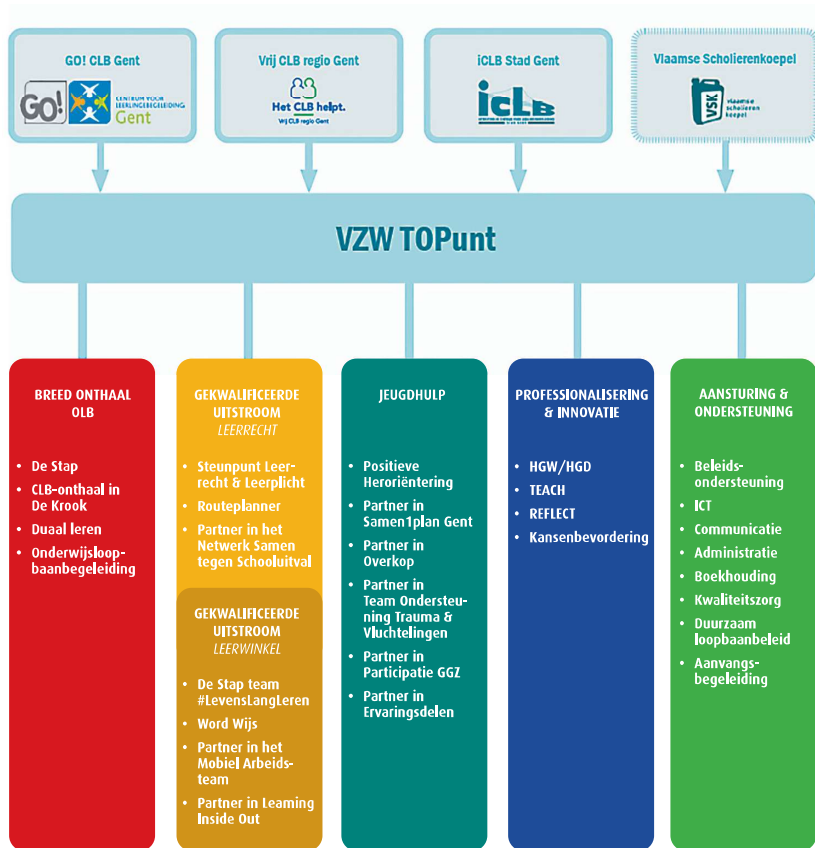 GO! CLB Gent
GO!
CENTRUM VOOR
LEERLINGBEGELEIDING
Gent
Vrij CLB regio Gent
Het CLB helpt.
Vrij CLB regio Gent
iCLB Stad Gent
iCLB
Vlaamse Scholierenkoepel
VSK
vlaamse
scholieren
koepel
VZW TOPunt
BREED ONTHAAL
OLB
• De Stap
• CLB-onthaal in
De Krook
• Duaal leren
• Onderwijsloop-
baanbegeleiding
GEKWALIFICEERDE
UITSTROOM
LEERRECHT
• Steunpunt Leer-
recht & Leerplicht
• Routeplanner
• Partner in het
Netwerk Samen
tegen Schooluitval
GEKWALIFICEERDE
UITSTROOM
LEERWINKEL
• De Stap team
#LevensLangLeren
• Word Wijs
• Partner in het
Mobiel Arbeids-
team
• Partner in Learning
Inside Out
JEUGDHULP
• Positieve
Heroriëntering
• Partner in
Samen1plan Gent
• Partner in
Overkop
• Partner in
Team Ondersteu-
ning Trauma &
Vluchtelingen
• Partner in
Participatie GGZ
• Partner in
Ervaringsdelen
PROFESSIONALISERING
& INNOVATIE
• HGW/HGD
• TEACH
• REFLECT
• Kansenbevordering
AANSTURING &
ONDERSTEUNING
• Beleids-
ondersteuning
• ICT
• Communicatie
• Administratie
• Boekhouding
• Kwaliteitszorg
• Duurzaam
loopbaanbeleid
• Aanvangs-
begeleiding